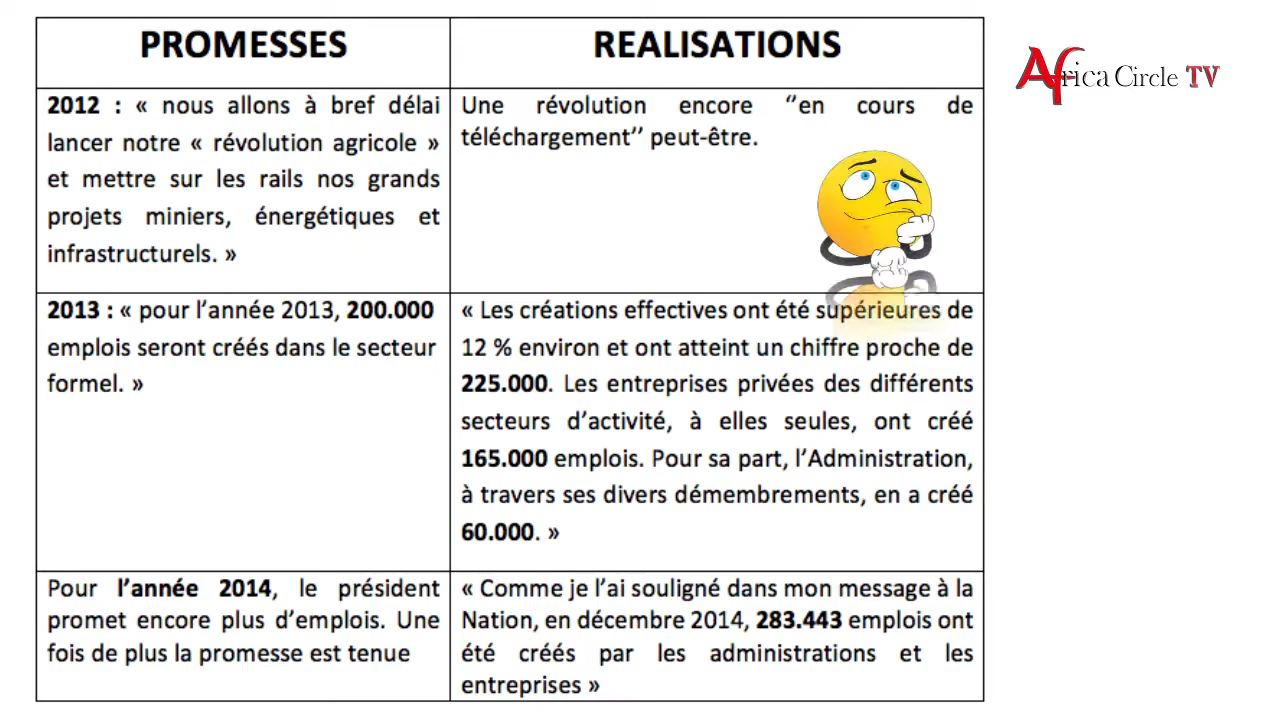 PROMESSES
REALISATIONS
Africa Circle TV
2012 : « nous allons à bref délai
lancer notre « révolution agricole »
et mettre sur les rails nos grands
projets miniers, énergétiques et
infrastructurels. »
Une révolution encore ‘’en cours de
téléchargement’’ peut-être.
2013 : « pour l’année 2013, 200.000
emplois seront créés dans le secteur
formel. »
« Les créations effectives ont été supérieures de
12 % environ et ont atteint un chiffre proche de
225.000. Les entreprises privées des différents
secteurs d’activité, à elles seules, ont créé
165.000 emplois. Pour sa part, l’Administration,
à travers ses divers démembrements, en a créé
60.000. »
Pour l’année 2014, le président
promet encore plus d’emplois. Une
fois de plus la promesse est tenue
« Comme je l’ai souligné dans mon message à la
Nation, en décembre 2014, 283.443 emplois ont
été créés par les administrations et les
entreprises »